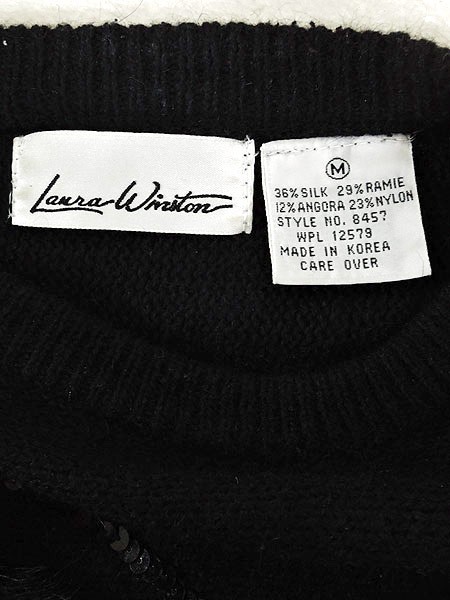 Laura Winston
M
36% SILK 29% RAMIE
12% ANGORA 23% NYLON
STYLE NO. 8457
WPL 12579
MADE IN KOREA
CARE OVER